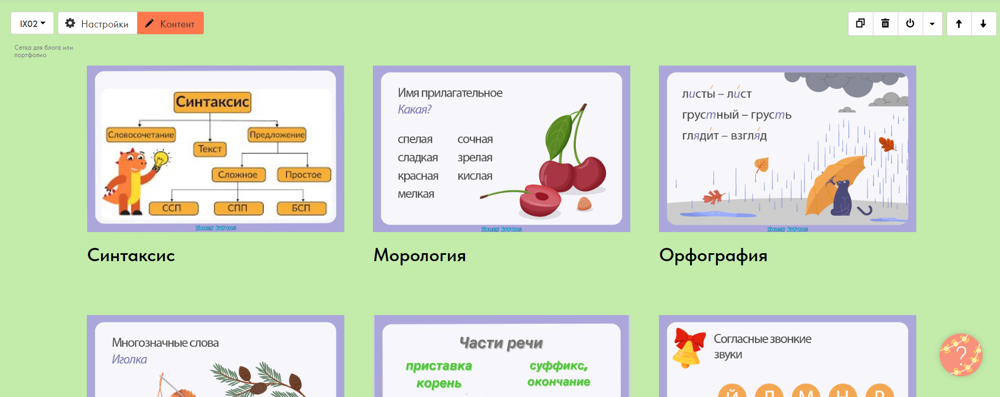 IX02
Настройки
Контент
Сетка для блога или
портфолио
Синтаксис
Словосочетание
Текст
Предложение
Сложное
Простое
ССП
СПП
БСП
Умная ворона
Синтаксис
Имя прилагательное
Какая?
спелая сочная
сладкая зрелая
красная кислая
мелкая
Умная ворона
Морология
листы – лист
грустный – грусть
глядит – взгляд
Умная ворона
Орфография
Многозначные слова
Иголка
Части речи
приставка
корень
суффикс,
окончание
Согласные звонкие
звуки
Й Л М Н Р
?